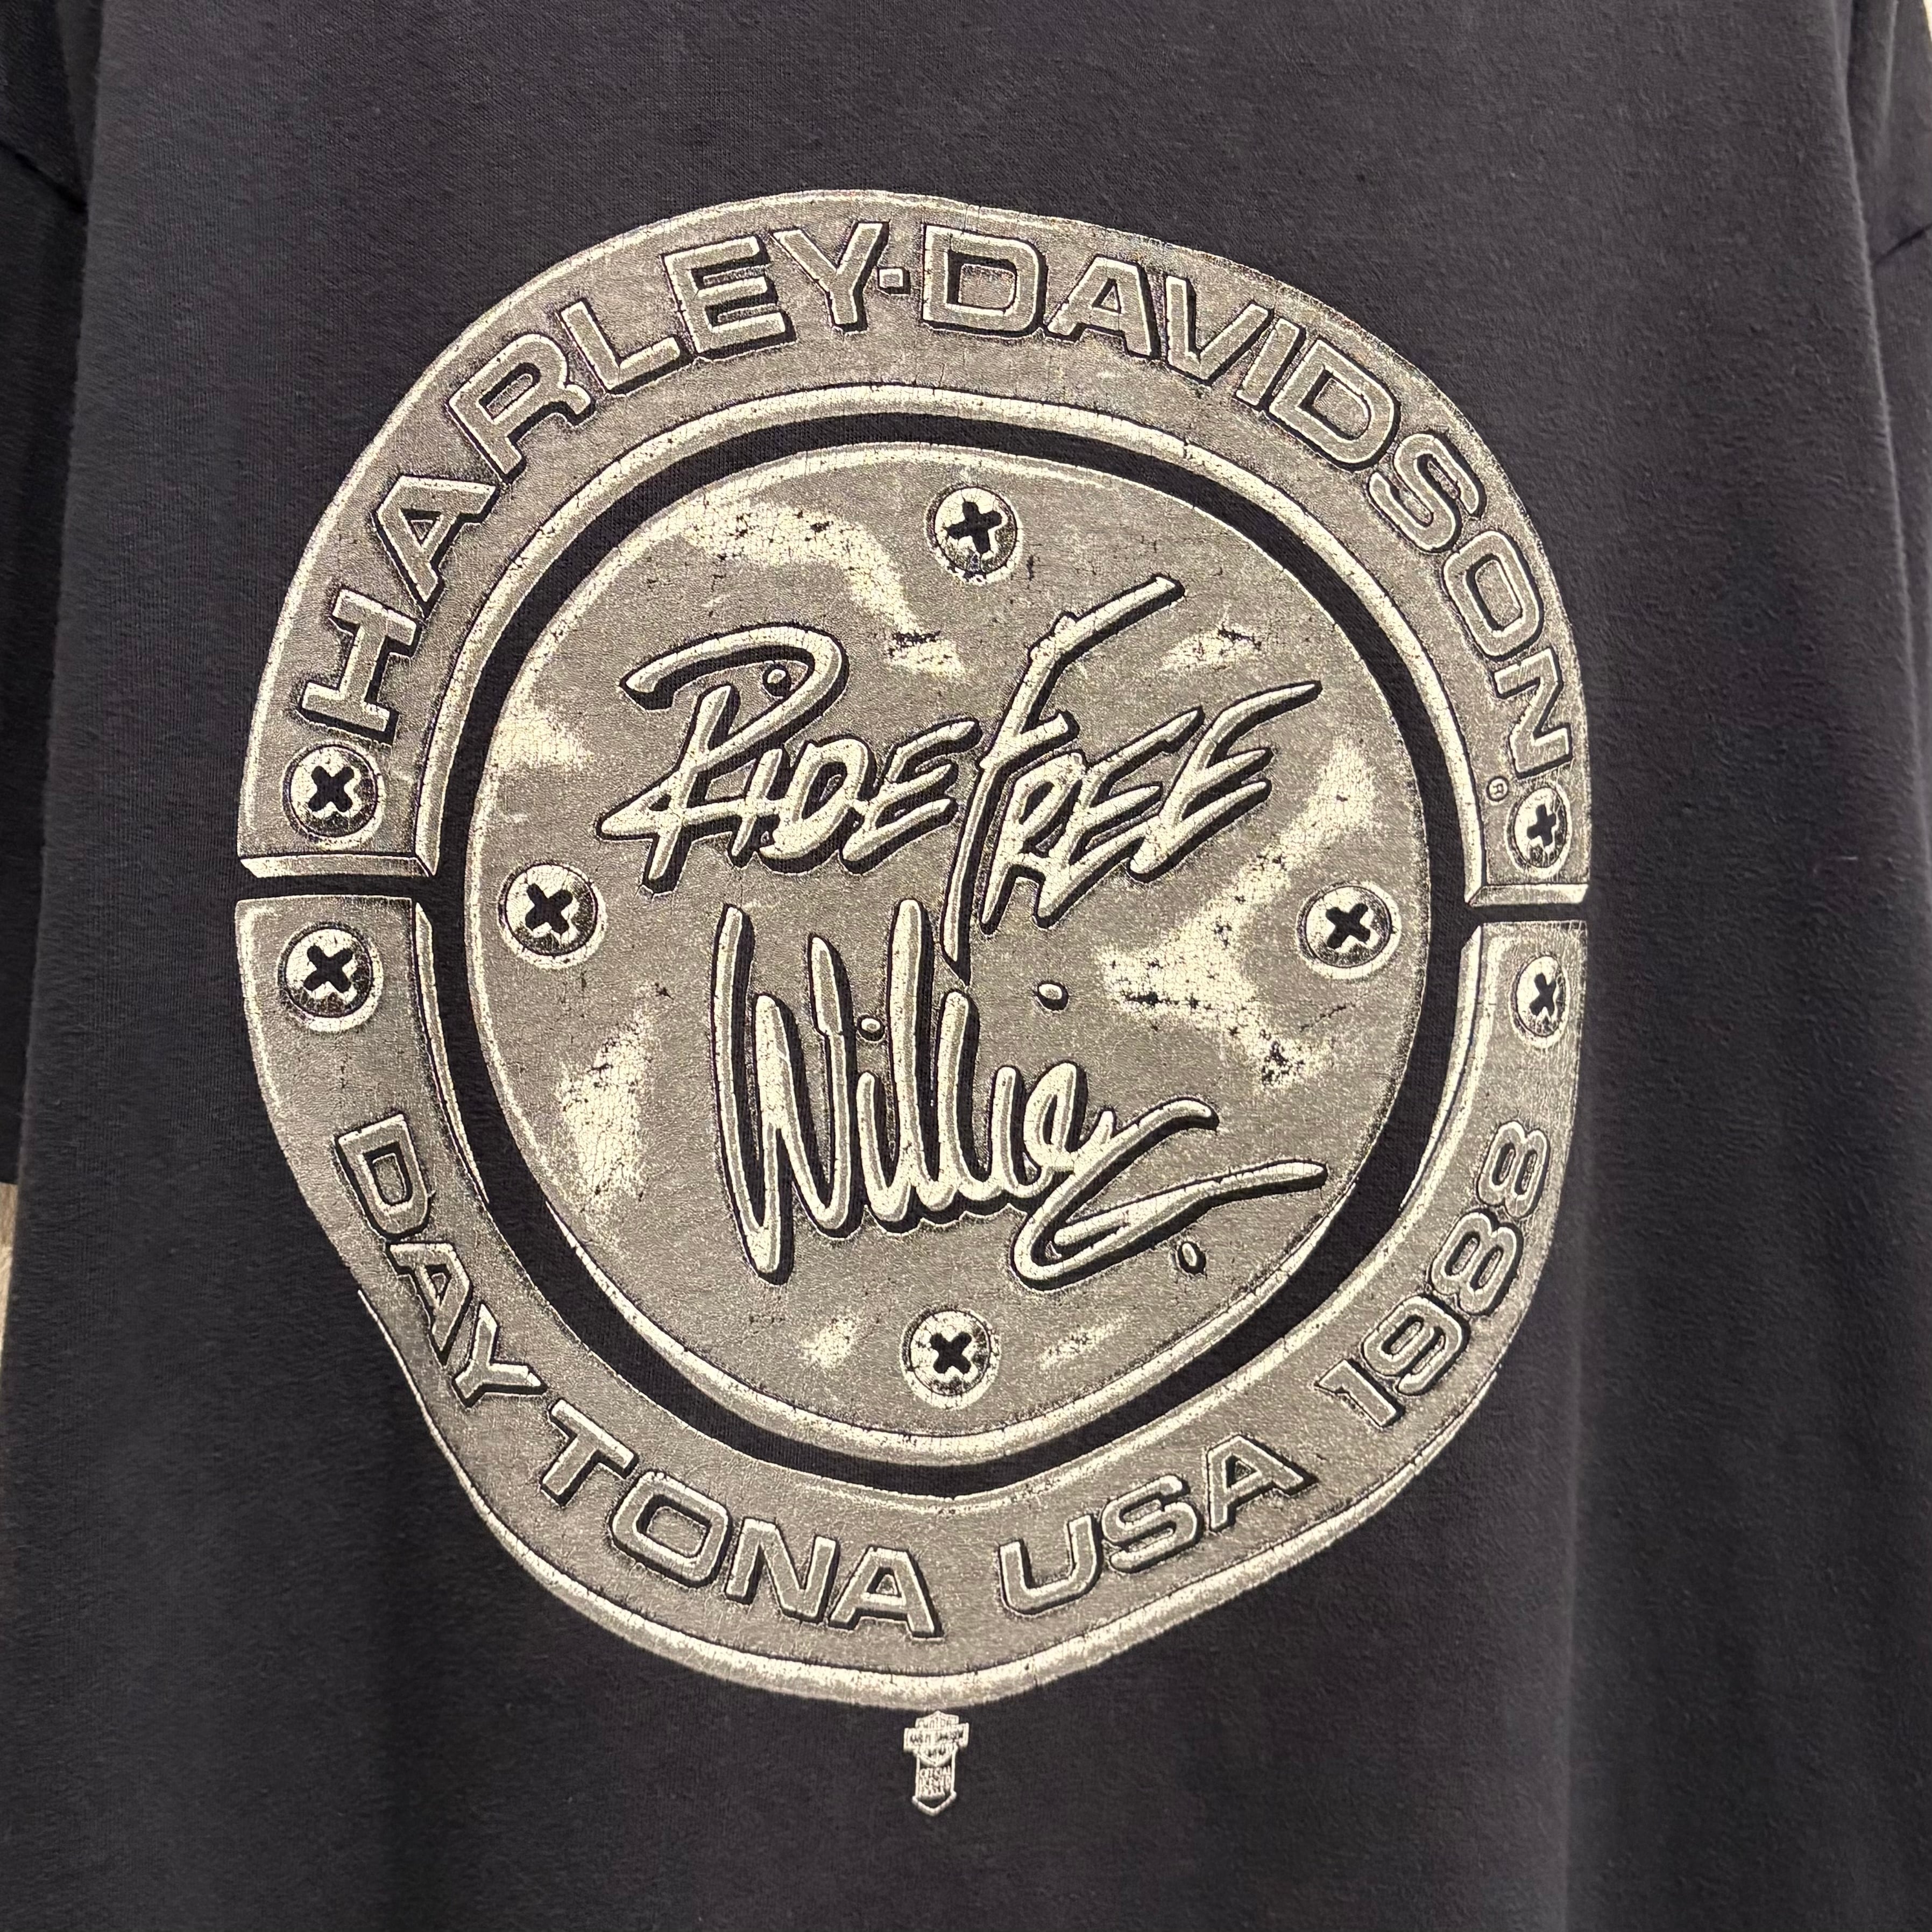 HARLEY-DAVIDSON®
RIDE FREE
Willie G.
DAYTONA USA 1988